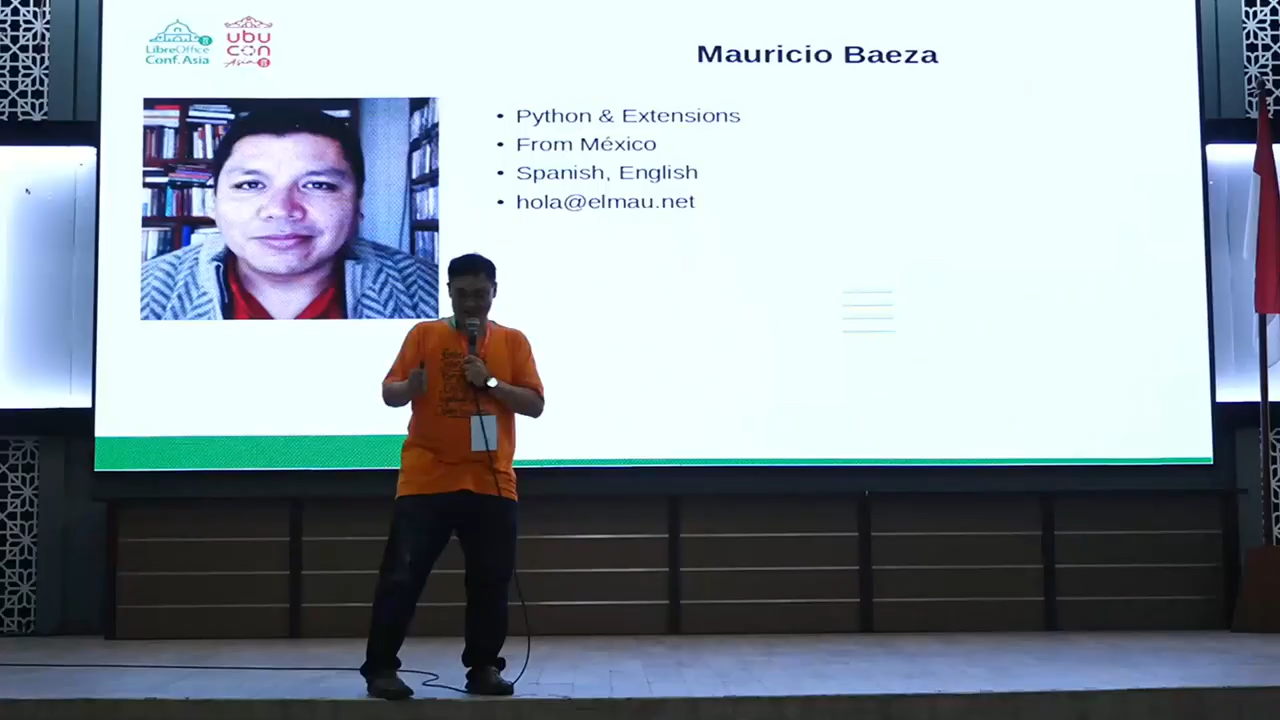 LibreOffice
Conf. Asia
ubu
con
Asia
Mauricio Baeza
• Python & Extensions
• From México
• Spanish, English
• hola@elmau.net